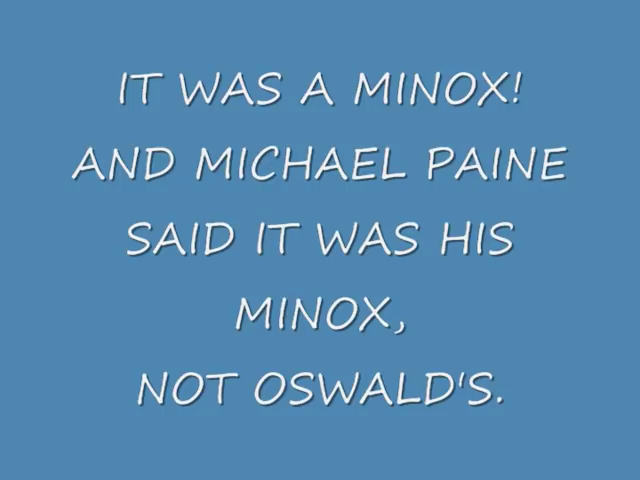 IT WAS A MINOX!
AND MICHAEL PAINE
SAID IT WAS HIS
MINOX,
NOT OSWALD'S.